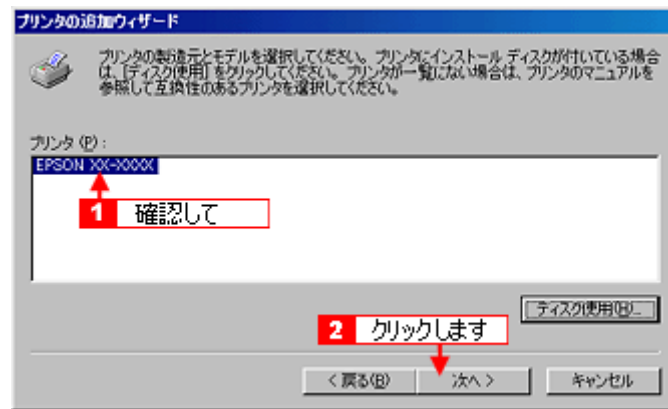 プリンタの追加ウィザード
プリンタの製造元とモデルを選択してください。プリンタにインストール ディスクが付いている場合
は、[ディスク使用] をクリックしてください。プリンタが一覧にない場合は、プリンタのマニュアルを
参照して互換性のあるプリンタを選択してください。
プリンタ (P) :
EPSON XX-XXXX
1 確認して
ディスク使用(H)...
2 クリックします
< 戻る(B) 次へ > キャンセル